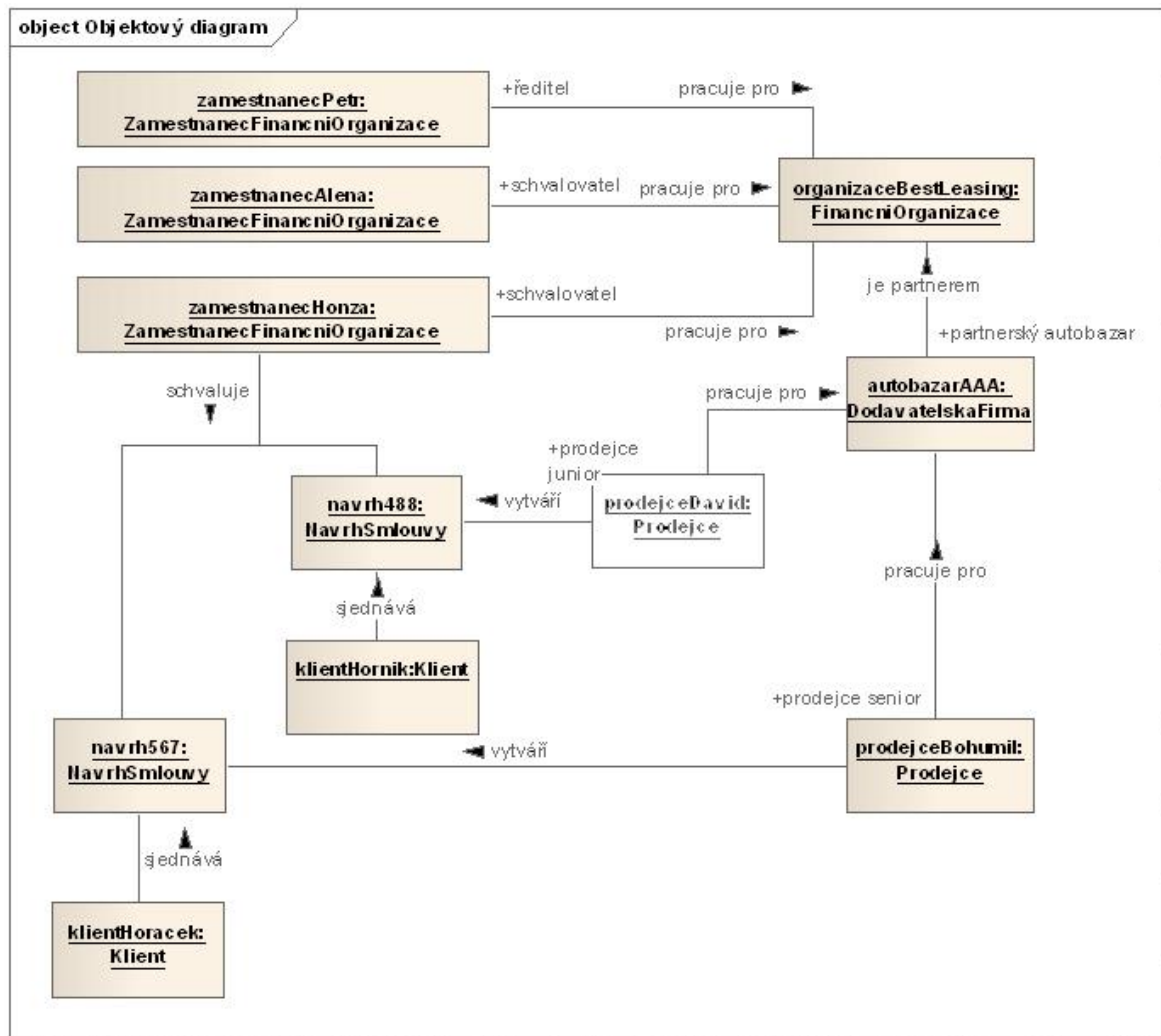 object Objektový diagram
zamestnanecPetr:
ZamestnanecFinancniOrganizace
+ředitel
pracuje pro
zamestnanecAlena:
ZamestnanecFinancniOrganizace
+schvalovatel
pracuje pro
organizaceBestLeasing:
FinancniOrganizace
zamestnanecHonza:
ZamestnanecFinancniOrganizace
+schvalovatel
pracuje pro
je partnerem
+partnerský autobazar
schvaluje
pracuje pro
autobazarAAA:
DodavatelskaFirma
+prodejce
junior
navrh488:
NavrhSmlouvy
vytváří
prodejceDavid:
Prodejce
sjednává
pracuje pro
klientHornik:Klient
+prodejce senior
navrh567:
NavrhSmlouvy
vytváří
prodejceBohumil:
Prodejce
sjednává
klientHoracek:
Klient